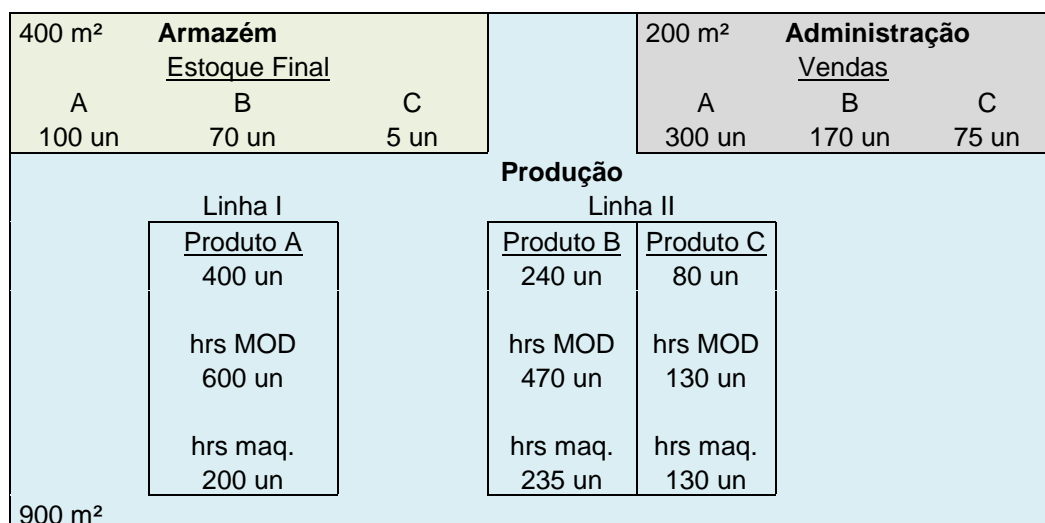 400 m² Armazém 200 m² Administração
Estoque Final Vendas
A B C A B C
100 un 70 un 5 un 300 un 170 un 75 un
Produção
Linha I Linha II
Produto A Produto B Produto C
400 un 240 un 80 un
hrs MOD hrs MOD hrs MOD
600 un 470 un 130 un
hrs maq. hrs maq. hrs maq.
200 un 235 un 130 un
900 m²